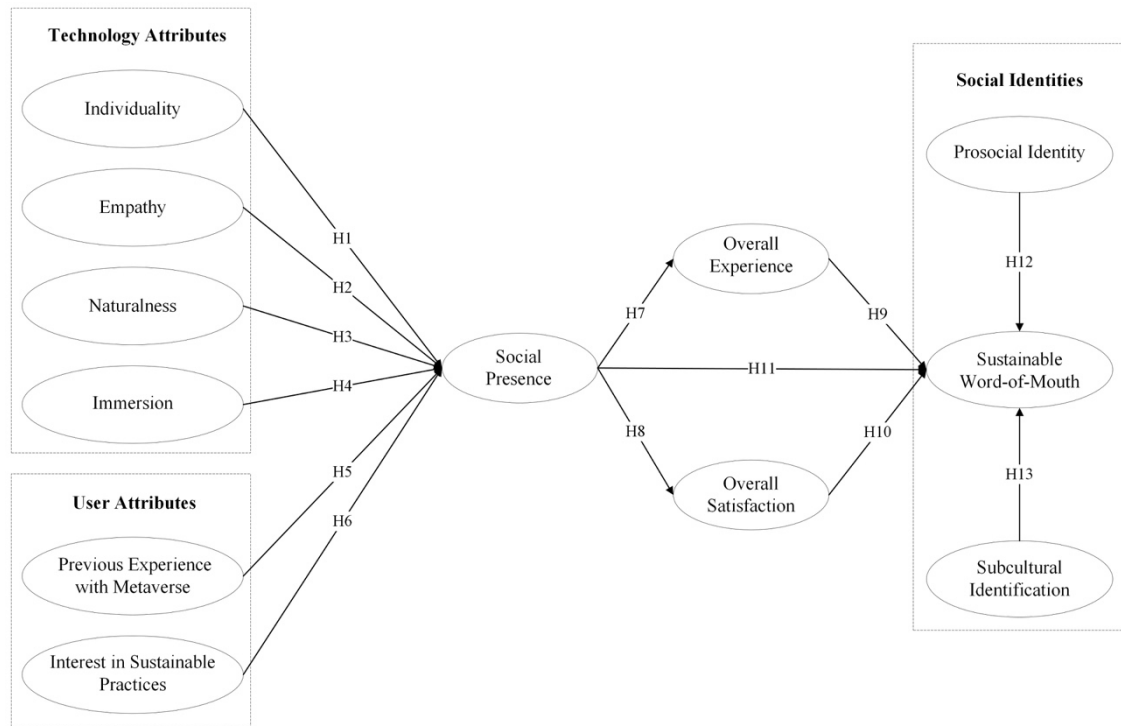 Technology Attributes
Individuality
Empathy
Naturalness
Immersion
User Attributes
Previous Experience
with Metaverse
Interest in Sustainable
Practices
H1
H2
H3
H4
H5
H6
Social
Presence
H7
H8
Overall
Experience
Overall
Satisfaction
H9
H11
H10
Social Identities
Prosocial Identity
H12
Sustainable
Word-of-Mouth
H13
Subcultural
Identification